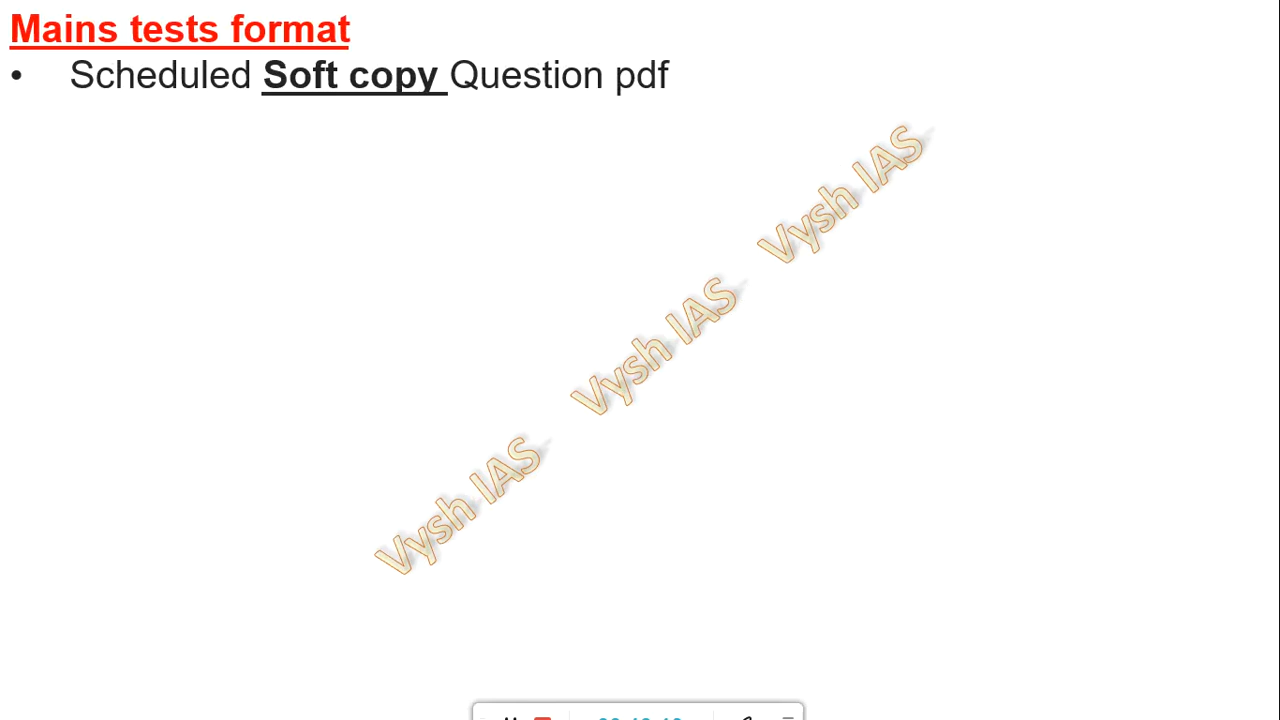 Mains tests format
• Scheduled Soft copy Question pdf
Vysh IAS
Vysh IAS
Vysh IAS